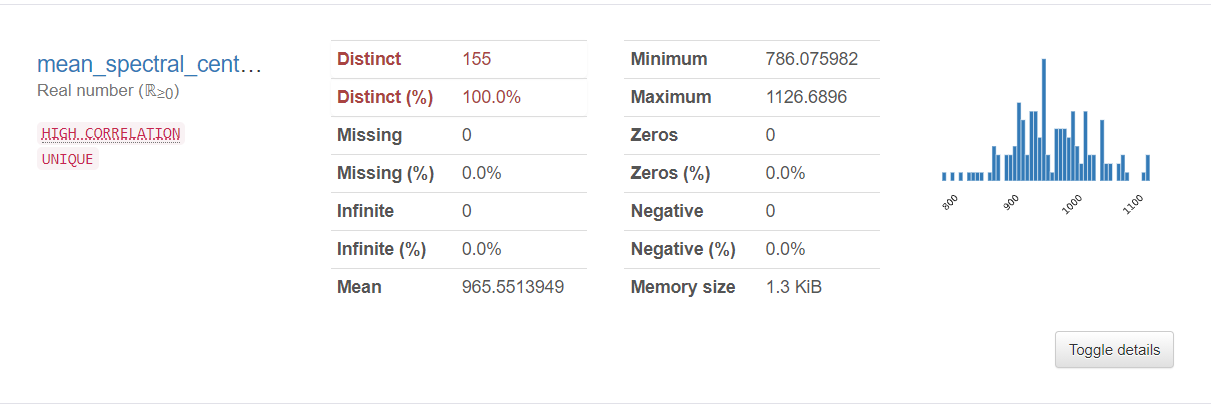 mean_spectral_cent...
Real number (ℝ≥0)
HIGH CORRELATION
UNIQUE
Distinct 155
Distinct (%) 100.0%
Missing 0
Missing (%) 0.0%
Infinite 0
Infinite (%) 0.0%
Mean 965.5513949
Minimum 786.075982
Maximum 1126.6896
Zeros 0
Zeros (%) 0.0%
Negative 0
Negative (%) 0.0%
Memory size 1.3 KiB
800
900
1000
1100
Toggle details